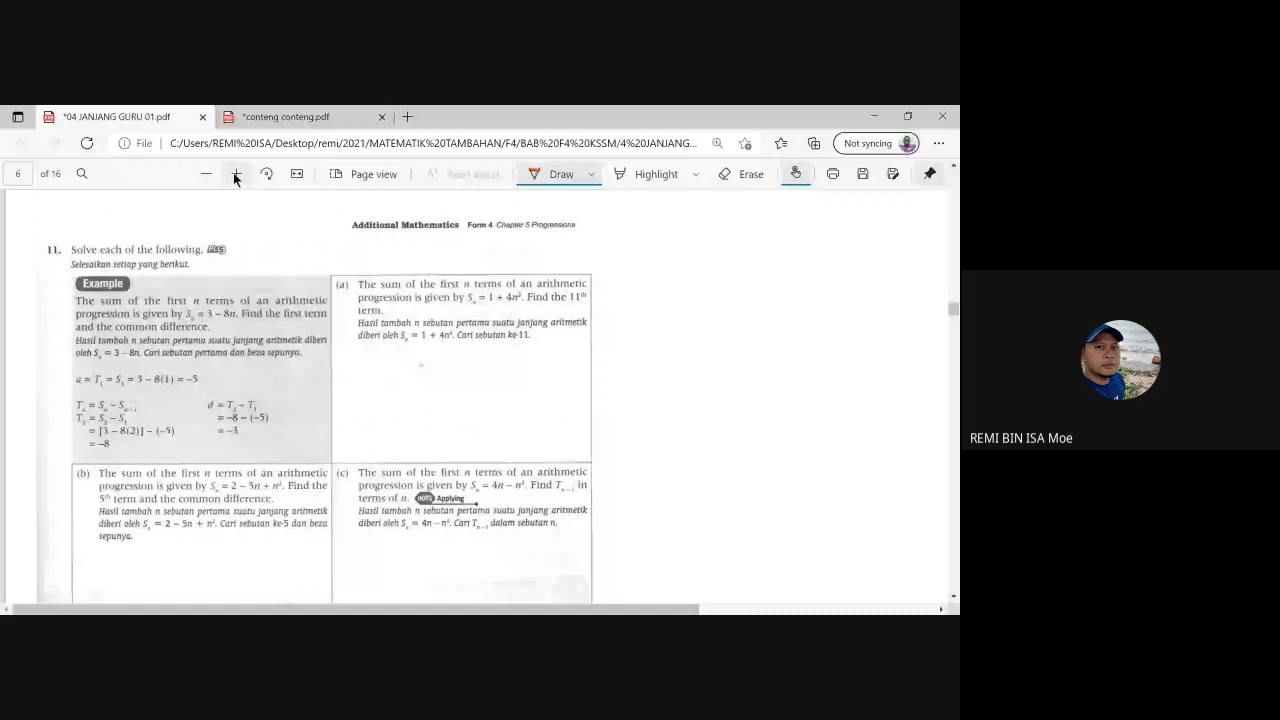 *04 JANJANG GURU 01.pdf
*conteng conteng.pdf
File C:/Users/REMI%20ISA/Desktop/remi/2021/MATEMATIK%20TAMBAHAN/F4/BAB%20F4%20KSSM/4%20JANJANG...
Not syncing
6 of 16
Page view
Read aloud
Draw
Highlight
Erase
Additional Mathematics Form 4 Chapter 5 Progressions
11. Solve each of the following.
Selesaikan setiap yang berikut.
Example
The sum of the first n terms of an arithmetic
progression is given by Sₙ = 3 – 8n. Find the first term
and the common difference.
Hasil tambah n sebutan pertama suatu janjang aritmetik diberi
oleh Sₙ = 3 – 8n. Cari sebutan pertama dan beza sepunya.
a = T₁ = S₁ = 3 – 8(1) = –5
Tₙ = Sₙ – Sₙ₋₁
T₂ = S₂ – S₁
= [3 – 8(2)] – (–5)
= –8
d = T₂ – T₁
= –8 – (–5)
= –3
(a) The sum of the first n terms of an arithmetic
progression is given by Sₙ = 1 + 4n². Find the 11th
term.
Hasil tambah n sebutan pertama suatu janjang aritmetik
diberi oleh Sₙ = 1 + 4n². Cari sebutan ke-11.
(b) The sum of the first n terms of an arithmetic
progression is given by Sₙ = 2 – 5n + n². Find the
5th term and the common difference.
Hasil tambah n sebutan pertama suatu janjang aritmetik
diberi oleh Sₙ = 2 – 5n + n². Cari sebutan ke-5 dan beza
sepunya.
(c) The sum of the first n terms of an arithmetic
progression is given by Sₙ = 4n – n². Find Tₙ₋₁ in
terms of n. HOTS Applying
Hasil tambah n sebutan pertama suatu janjang aritmetik
diberi oleh Sₙ = 4n – n². Cari Tₙ₋₁ dalam sebutan n.
REMI BIN ISA Moe